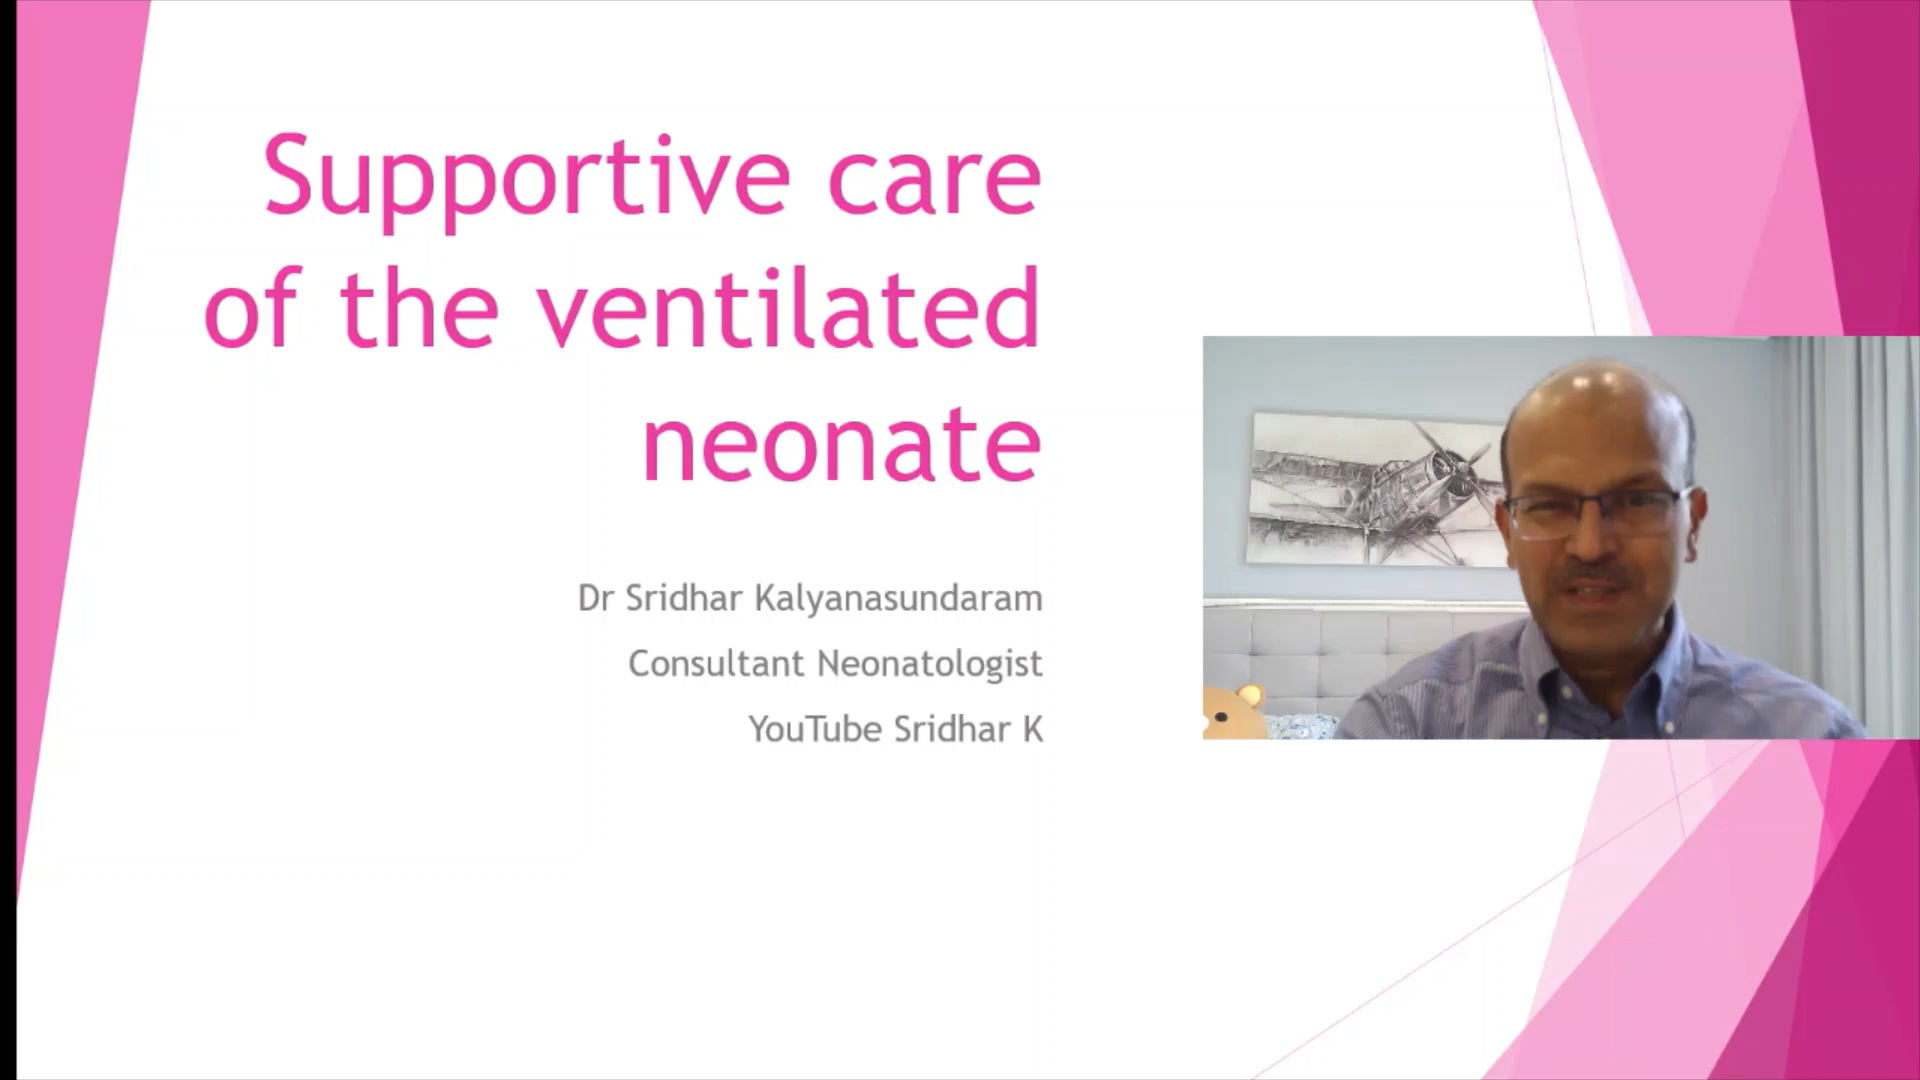 Supportive care
of the ventilated
neonate
Dr Sridhar Kalyanasundaram
Consultant Neonatologist
YouTube Sridhar K